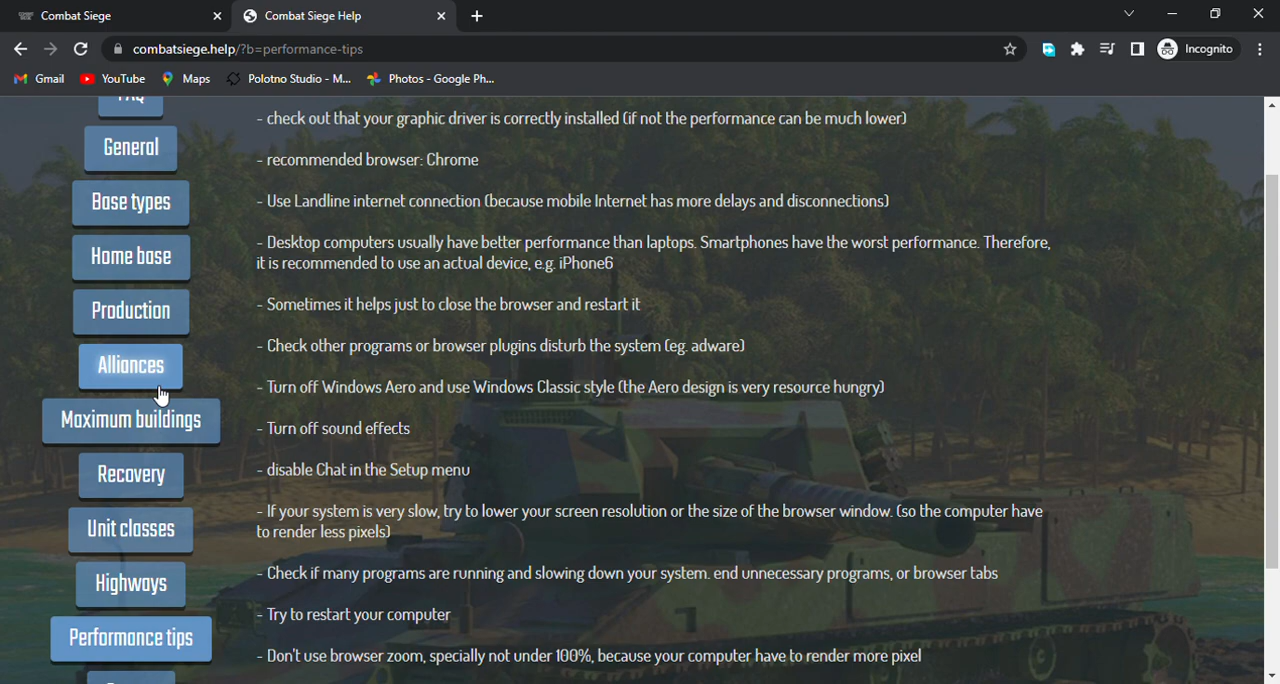 Combat Siege
Combat Siege Help
combatsiege.help/?b=performance-tips
Incognito
Gmail
YouTube
Maps
Polotno Studio - M...
Photos - Google Ph...
FAQ
General
Base types
Home base
Production
Alliances
Maximum buildings
Recovery
Unit classes
Highways
Performance tips
- check out that your graphic driver is correctly installed (if not the performance can be much lower)
- recommended browser: Chrome
- Use Landline internet connection (because mobile Internet has more delays and disconnections)
- Desktop computers usually have better performance than laptops. Smartphones have the worst performance. Therefore,
it is recommended to use an actual device, e.g. iPhone6
- Sometimes it helps just to close the browser and restart it
- Check other programs or browser plugins disturb the system (eg. adware)
- Turn off Windows Aero and use Windows Classic style (the Aero design is very resource hungry)
- Turn off sound effects
- disable Chat in the Setup menu
- If your system is very slow, try to lower your screen resolution or the size of the browser window. (so the computer have
to render less pixels)
- Check if many programs are running and slowing down your system. end unnecessary programs, or browser tabs
- Try to restart your computer
- Don't use browser zoom, specially not under 100%, because your computer have to render more pixel